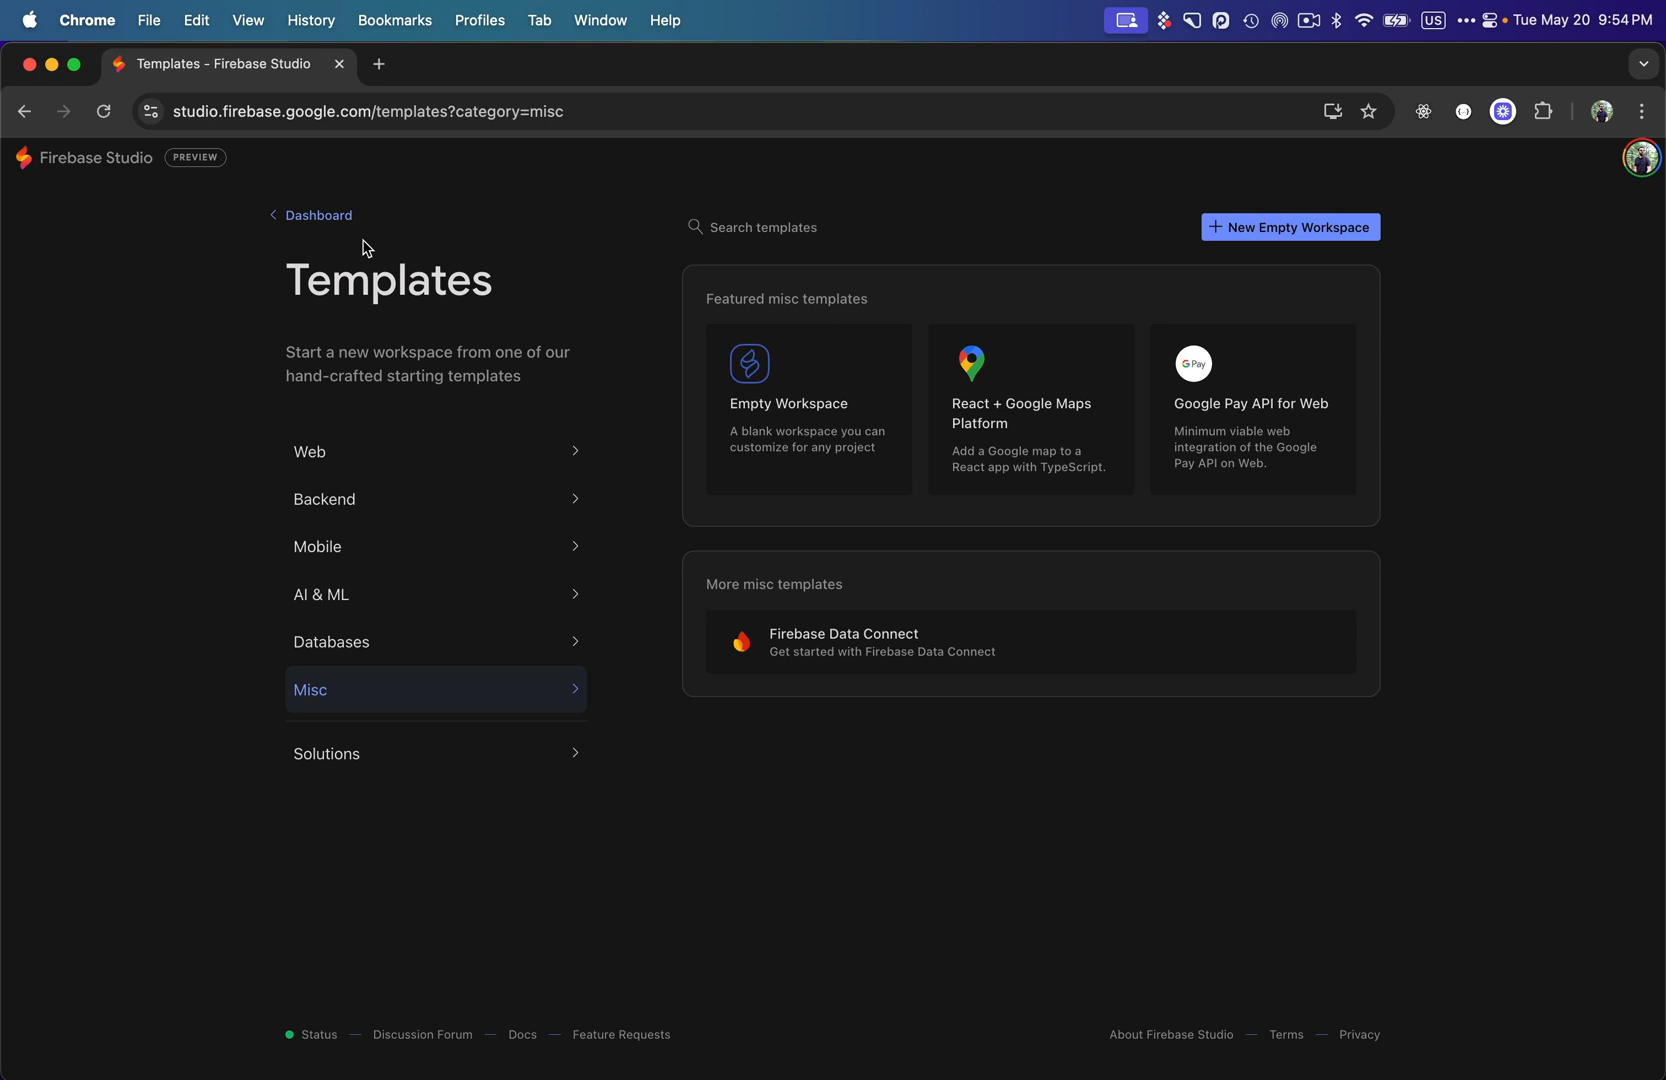 Chrome File Edit View History Bookmarks Profiles Tab Window Help US Tue May 20 9:54 PM
Templates - Firebase Studio
studio.firebase.google.com/templates?category=misc
Firebase Studio PREVIEW
Dashboard
Templates
Start a new workspace from one of our
hand-crafted starting templates
Web
Backend
Mobile
AI & ML
Databases
Misc
Solutions
Search templates
New Empty Workspace
Featured misc templates
Empty Workspace
A blank workspace you can
customize for any project
React + Google Maps
Platform
Add a Google map to a
React app with TypeScript.
G Pay
Google Pay API for Web
Minimum viable web
integration of the Google
Pay API on Web.
More misc templates
Firebase Data Connect
Get started with Firebase Data Connect
Status — Discussion Forum — Docs — Feature Requests
About Firebase Studio — Terms — Privacy